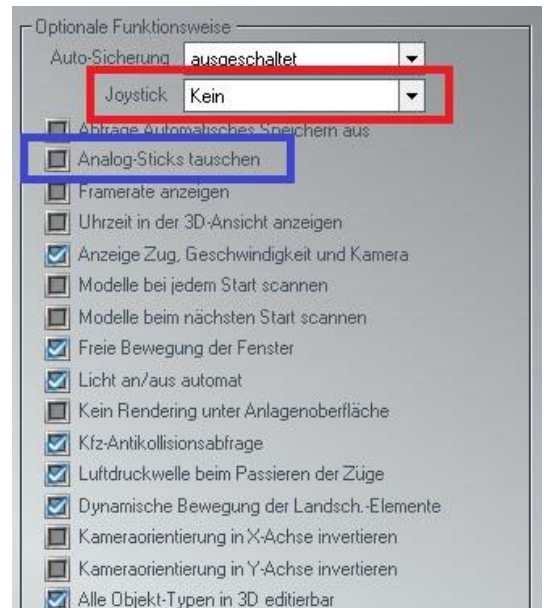 Optionale Funktionsweise
Auto-Sicherung ausgeschaltet
Joystick Kein
Abfrage Automatisches Speichern aus
Analog-Sticks tauschen
Framerate anzeigen
Uhrzeit in der 3D-Ansicht anzeigen
Anzeige Zug, Geschwindigkeit und Kamera
Modelle bei jedem Start scannen
Modelle beim nächsten Start scannen
Freie Bewegung der Fenster
Licht an/aus automat
Kein Rendering unter Anlagenoberfläche
Kfz-Antikollisionsabfrage
Luftdruckwelle beim Passieren der Züge
Dynamische Bewegung der Landsch.-Elemente
Kameraorientierung in X-Achse invertieren
Kameraorientierung in Y-Achse invertieren
Alle Objekt-Typen in 3D editierbar